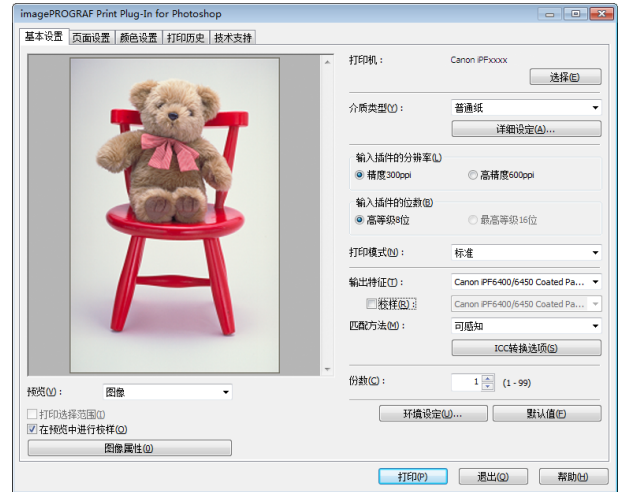 imagePROGRAF Print Plug-In for Photoshop
基本设置 页面设置 颜色设置 打印历史 技术支持
打印机： Canon iPFxxxx
选择(E)
介质类型(Y)： 普通纸
详细设定(A)...
输入插件的分辨率(L)
精度300ppi 高精度600ppi
输入插件的位数(B)
高等级8位 最高等级16位
打印模式(N)： 标准
输出特征(T)： Canon iPF6400/6450 Coated Pa...
校样(R)： Canon iPF6400/6450 Coated Pa...
匹配方法(M)： 可感知
ICC转换选项(S)
份数(C)： 1 (1 - 99)
预览(V)： 图像
打印选择范围(I)
在预览中进行校样(O)
图像属性(0)
环境设定(U)... 默认值(F)
打印(P) 退出(Q) 帮助(H)